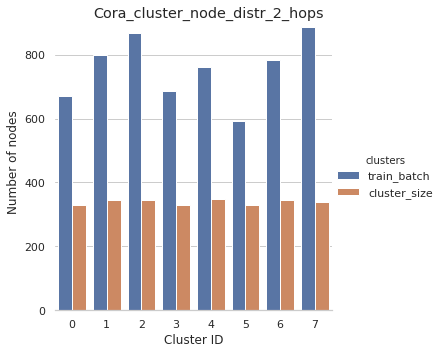 Cora_cluster_node_distr_2_hops
Number of nodes
800
600
400
200
0
0 1 2 3 4 5 6 7
Cluster ID
clusters
train_batch
cluster_size